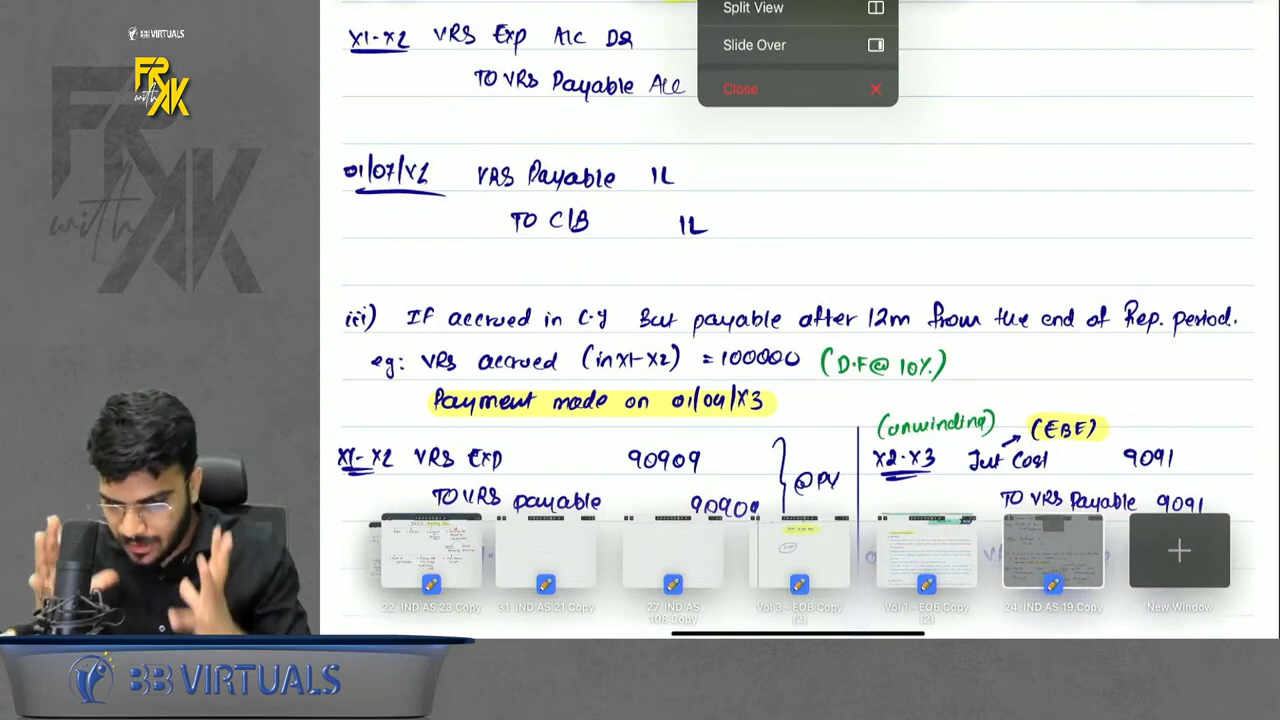 BB VIRTUALS
FR
with
AK
Split View
Slide Over
Close
X1-X2 VRS Exp A/c DR
TO VRS Payable A/c
01/07/X2 VRS Payable 1L
TO C/B 1L
iii) If accrued in C.Y But payable after 12m from the end of Rep. period.
eg: VRS accrued (in X1-X2) = 100000 (D.F @ 10%)
Payment made on 01/04/X3
X1-X2 VRS EXP 90909
TO VRS payable 90909
@PV
(unwinding) (EBE)
X2-X3 Int Cost 9091
TO VRS Payable 9091
22. IND AS 23 Copy
31. IND AS 21 Copy
27. IND AS 108 Copy
Vol 3 - EQB Copy (2)
Vol 1 - EQB Copy (2)
24. IND AS 19 Copy
New Window
BB VIRTUALS